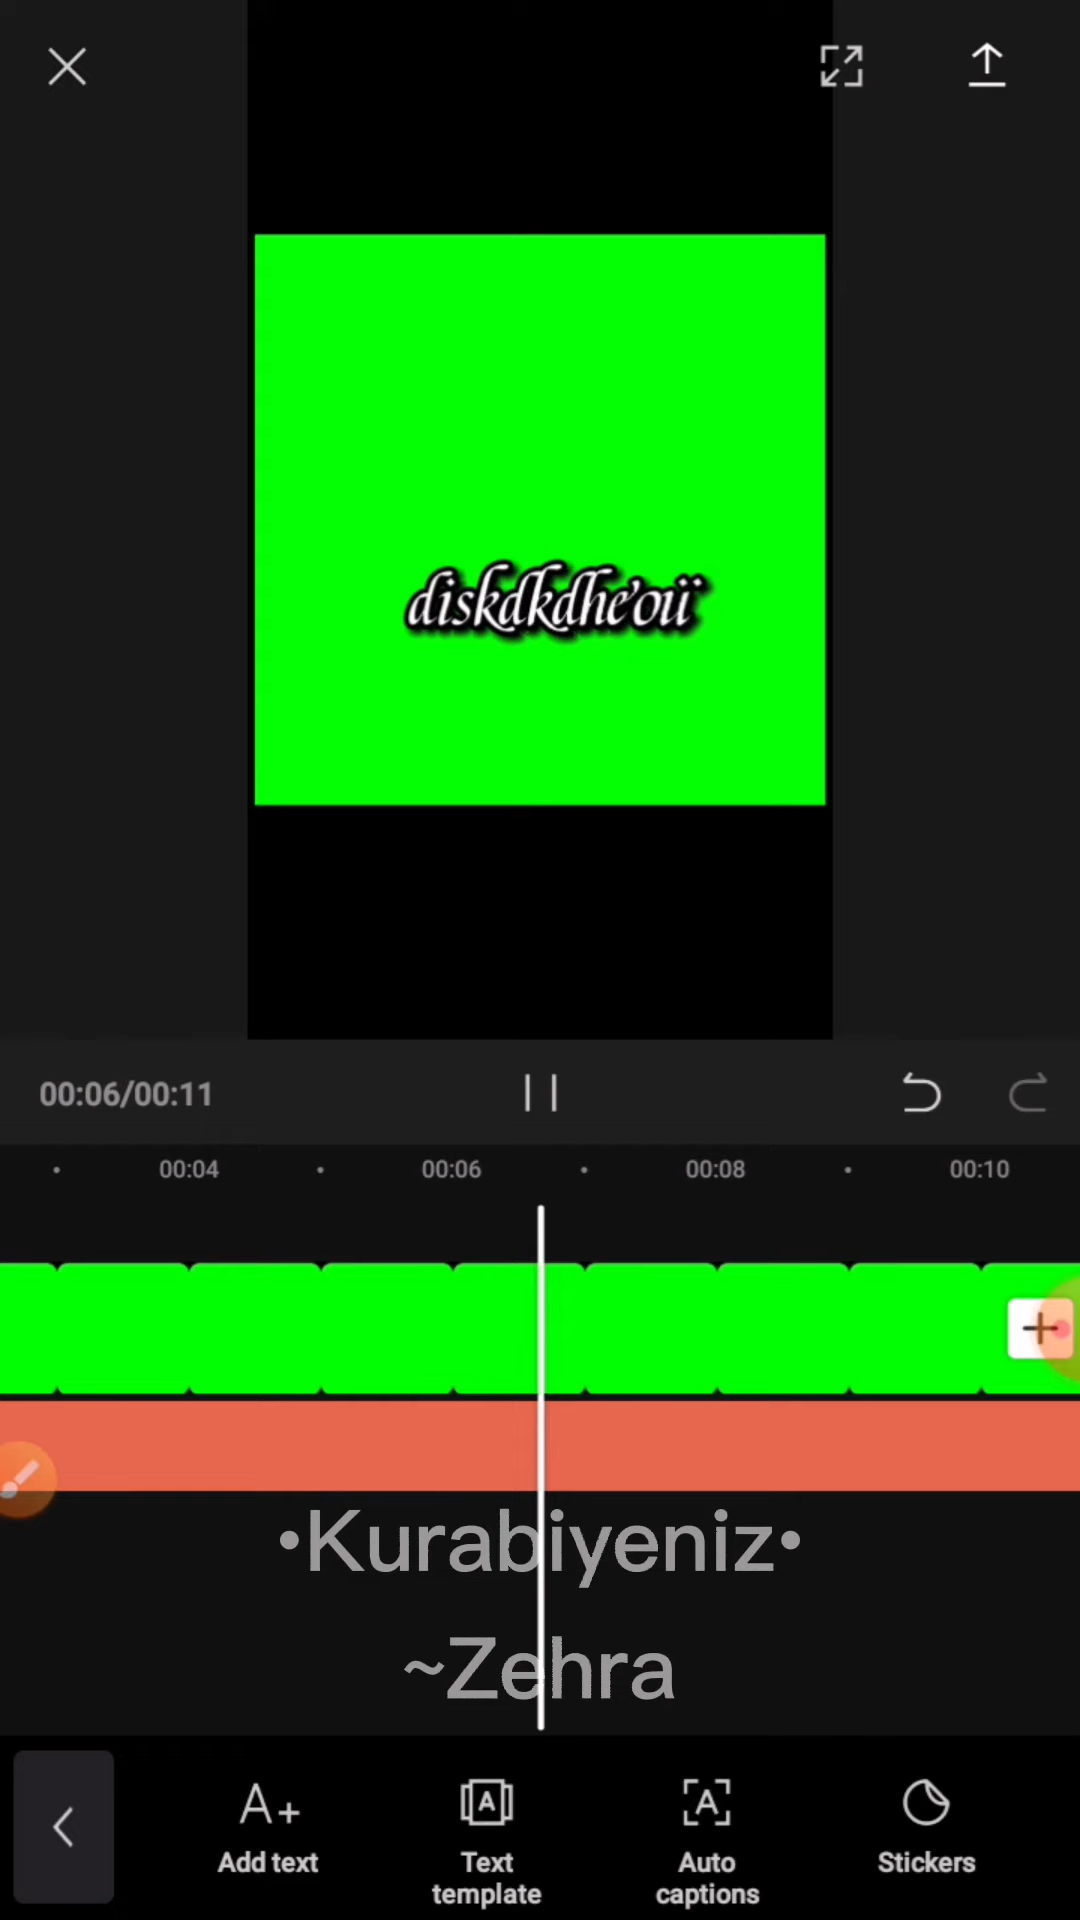 diskdkdhe'oü
00:06/00:11
00:04 00:06 00:08 00:10
•Kurabiyeniz•
~Zehra
Add text
Text
template
Auto
captions
Stickers